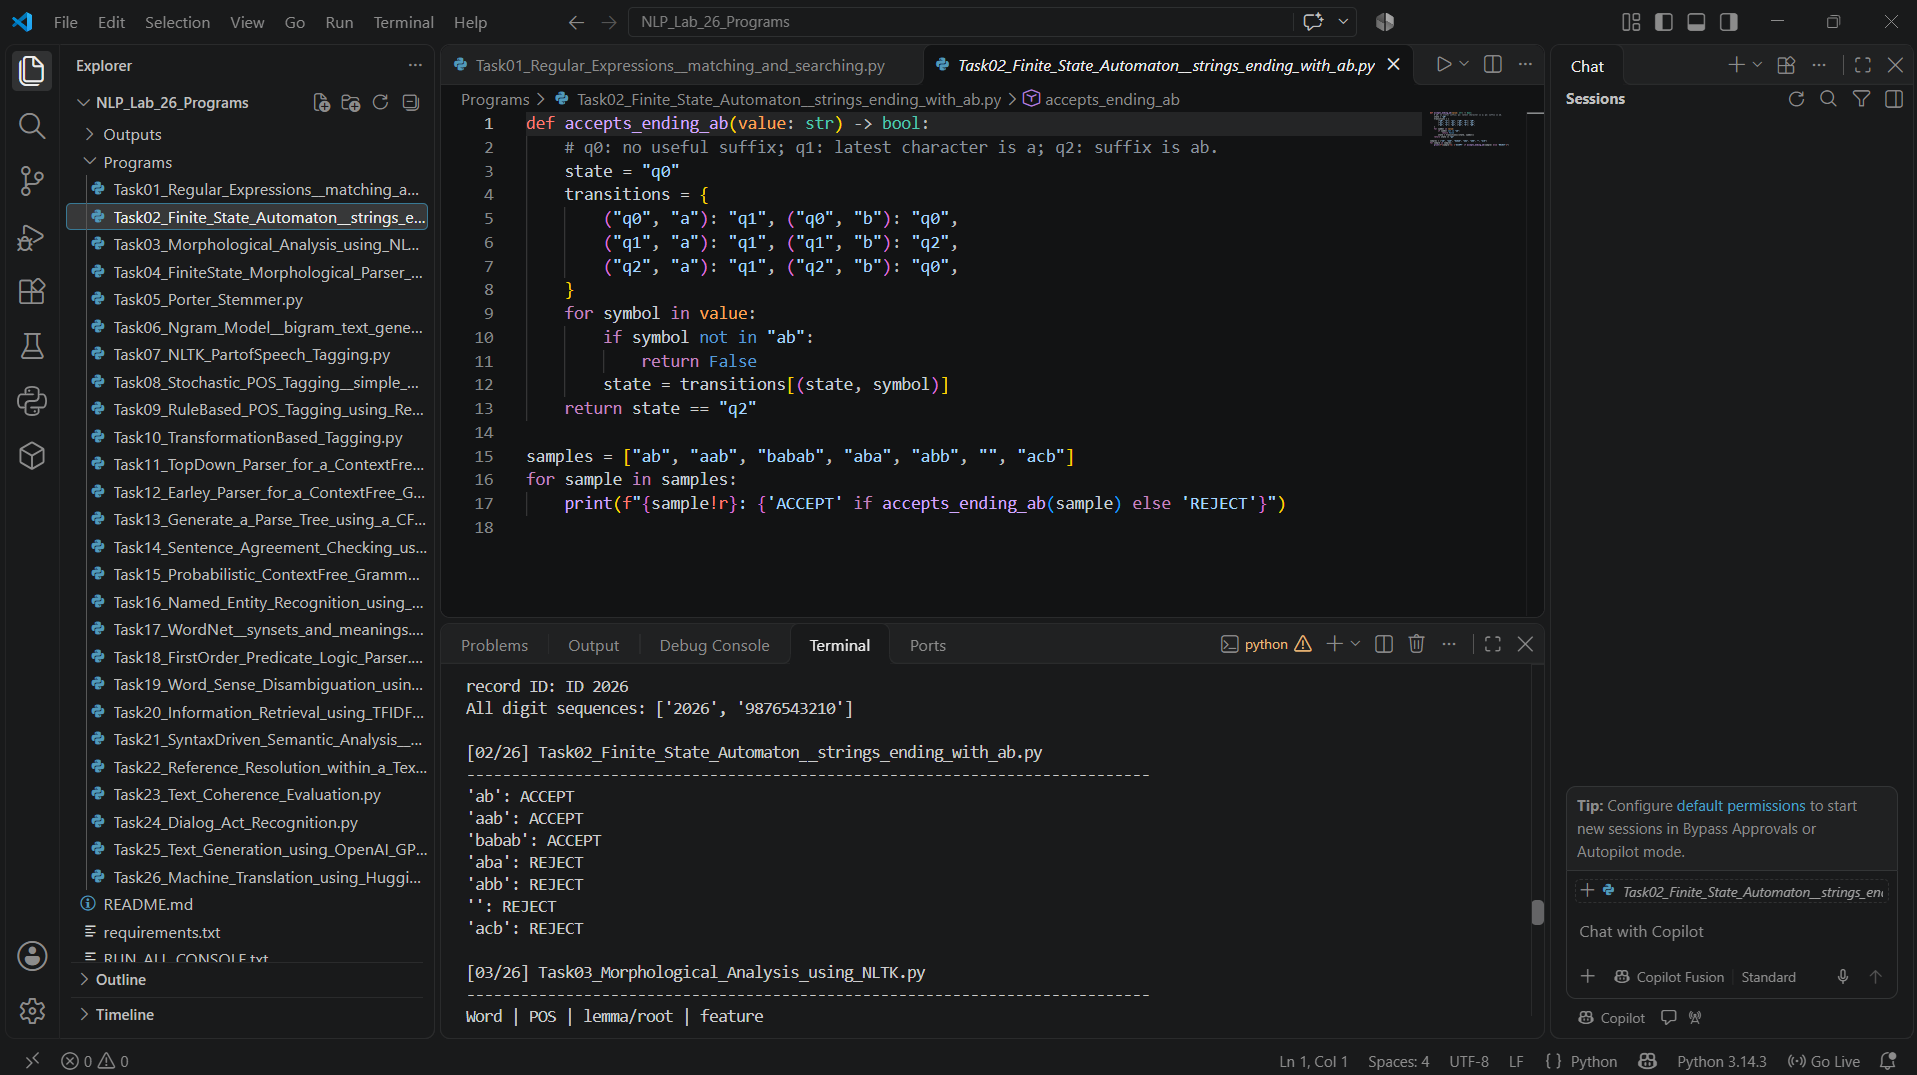 File Edit Selection View Go Run Terminal Help
NLP_Lab_26_Programs
Explorer
NLP_Lab_26_Programs
Outputs
Programs
Task01_Regular_Expressions__matching_a...
Task02_Finite_State_Automaton__strings_e...
Task03_Morphological_Analysis_using_NL...
Task04_FiniteState_Morphological_Parser_...
Task05_Porter_Stemmer.py
Task06_Ngram_Model__bigram_text_gene...
Task07_NLTK_PartofSpeech_Tagging.py
Task08_Stochastic_POS_Tagging__simple_...
Task09_RuleBased_POS_Tagging_using_Re...
Task10_TransformationBased_Tagging.py
Task11_TopDown_Parser_for_a_ContextFre...
Task12_Earley_Parser_for_a_ContextFree_G...
Task13_Generate_a_Parse_Tree_using_a_CF...
Task14_Sentence_Agreement_Checking_us...
Task15_Probabilistic_ContextFree_Gramm...
Task16_Named_Entity_Recognition_using_...
Task17_WordNet__synsets_and_meanings....
Task18_FirstOrder_Predicate_Logic_Parser....
Task19_Word_Sense_Disambiguation_usin...
Task20_Information_Retrieval_using_TFIDF...
Task21_SyntaxDriven_Semantic_Analysis__...
Task22_Reference_Resolution_within_a_Tex...
Task23_Text_Coherence_Evaluation.py
Task24_Dialog_Act_Recognition.py
Task25_Text_Generation_using_OpenAI_GP...
Task26_Machine_Translation_using_Huggi...
README.md
requirements.txt
RUN_ALL_CONSOLE.txt
Outline
Timeline
Task01_Regular_Expressions__matching_and_searching.py
Task02_Finite_State_Automaton__strings_ending_with_ab.py
Programs > Task02_Finite_State_Automaton__strings_ending_with_ab.py > accepts_ending_ab
1 def accepts_ending_ab(value: str) -> bool:
2     # q0: no useful suffix; q1: latest character is a; q2: suffix is ab.
3     state = "q0"
4     transitions = {
5         ("q0", "a"): "q1", ("q0", "b"): "q0",
6         ("q1", "a"): "q1", ("q1", "b"): "q2",
7         ("q2", "a"): "q1", ("q2", "b"): "q0",
8     }
9     for symbol in value:
10         if symbol not in "ab":
11             return False
12         state = transitions[(state, symbol)]
13     return state == "q2"
14
15 samples = ["ab", "aab", "babab", "aba", "abb", "", "acb"]
16 for sample in samples:
17     print(f"{sample!r}: {'ACCEPT' if accepts_ending_ab(sample) else 'REJECT'}")
18
Problems Output Debug Console Terminal Ports
python
record ID: ID 2026
All digit sequences: ['2026', '9876543210']
[02/26] Task02_Finite_State_Automaton__strings_ending_with_ab.py
----------------------------------------------------------------------------
'ab': ACCEPT
'aab': ACCEPT
'babab': ACCEPT
'aba': REJECT
'abb': REJECT
'': REJECT
'acb': REJECT
[03/26] Task03_Morphological_Analysis_using_NLTK.py
----------------------------------------------------------------------------
Word | POS | lemma/root | feature
Chat
Sessions
Tip: Configure default permissions to start
new sessions in Bypass Approvals or
Autopilot mode.
Task02_Finite_State_Automaton__strings_en
Chat with Copilot
Copilot Fusion Standard
Copilot
0 0
Ln 1, Col 1 Spaces: 4 UTF-8 LF { } Python Python 3.14.3 Go Live